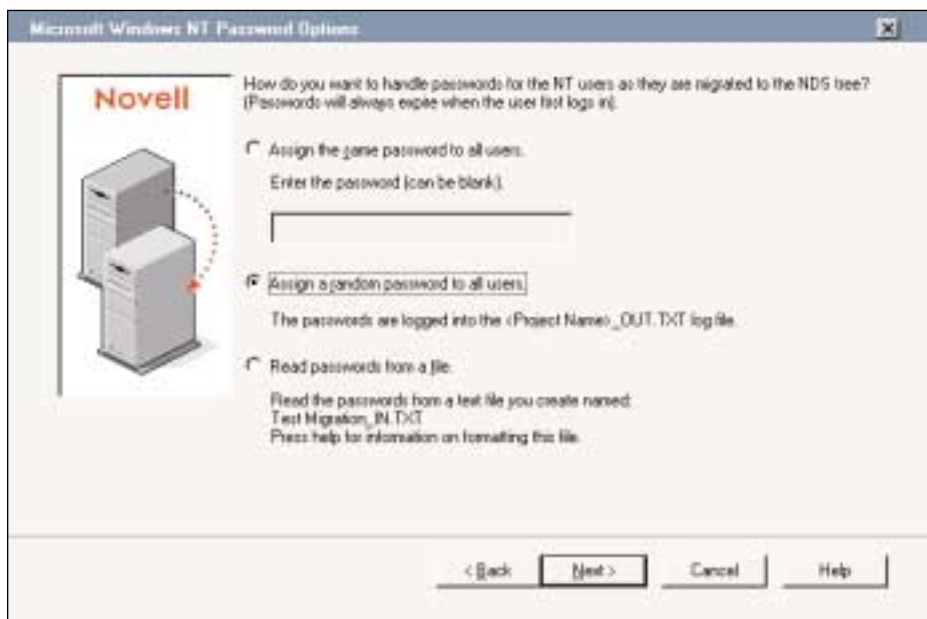 Microsoft Windows NT Password Options
Novell
How do you want to handle passwords for the NT users as they are migrated to the NDS tree?
(Passwords will always expire when the user first logs in).
Assign the same password to all users.
Enter the password (can be blank).
Assign a random password to all users.
The passwords are logged into the <Project Name>_OUT.TXT log file.
Read passwords from a file.
Read the passwords from a text file you create named:
Test Migration_IN.TXT
Press help for information on formatting this file.
< Back
Next >
Cancel
Help